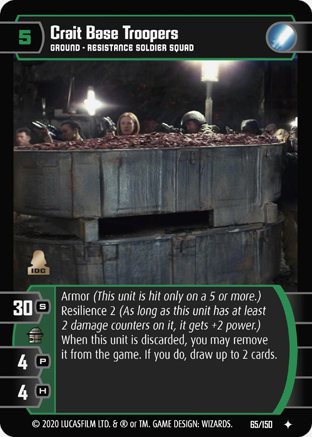 5 Crait Base Troopers
GROUND - RESISTANCE SOLDIER SQUAD
IDC
30 S
4 P
4 H
Armor (This unit is hit only on a 5 or more.)
Resilience 2 (As long as this unit has at least
2 damage counters on it, it gets +2 power.)
When this unit is discarded, you may remove
it from the game. If you do, draw up to 2 cards.
© 2020 LUCASFILM LTD. & ® or TM. GAME DESIGN: WIZARDS. 65/150